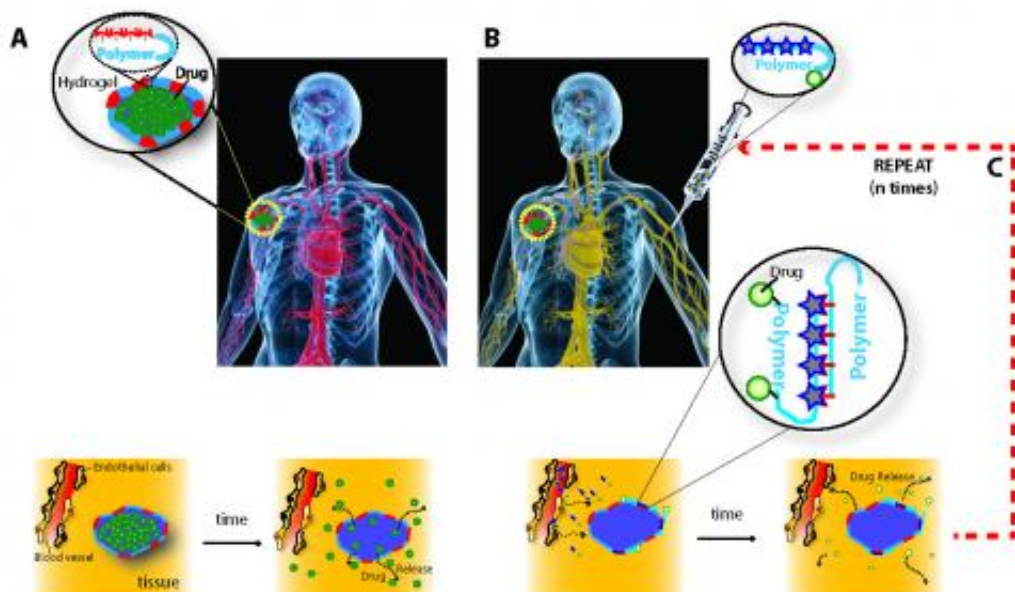 A
Polymer
Hydrogel
Drug
B
Polymer
REPEAT
(n times)
C
Drug
Polymer
Polymer
Endothelial cells
Blood vessel
tissue
time
Drug
Release
time
Drug Release